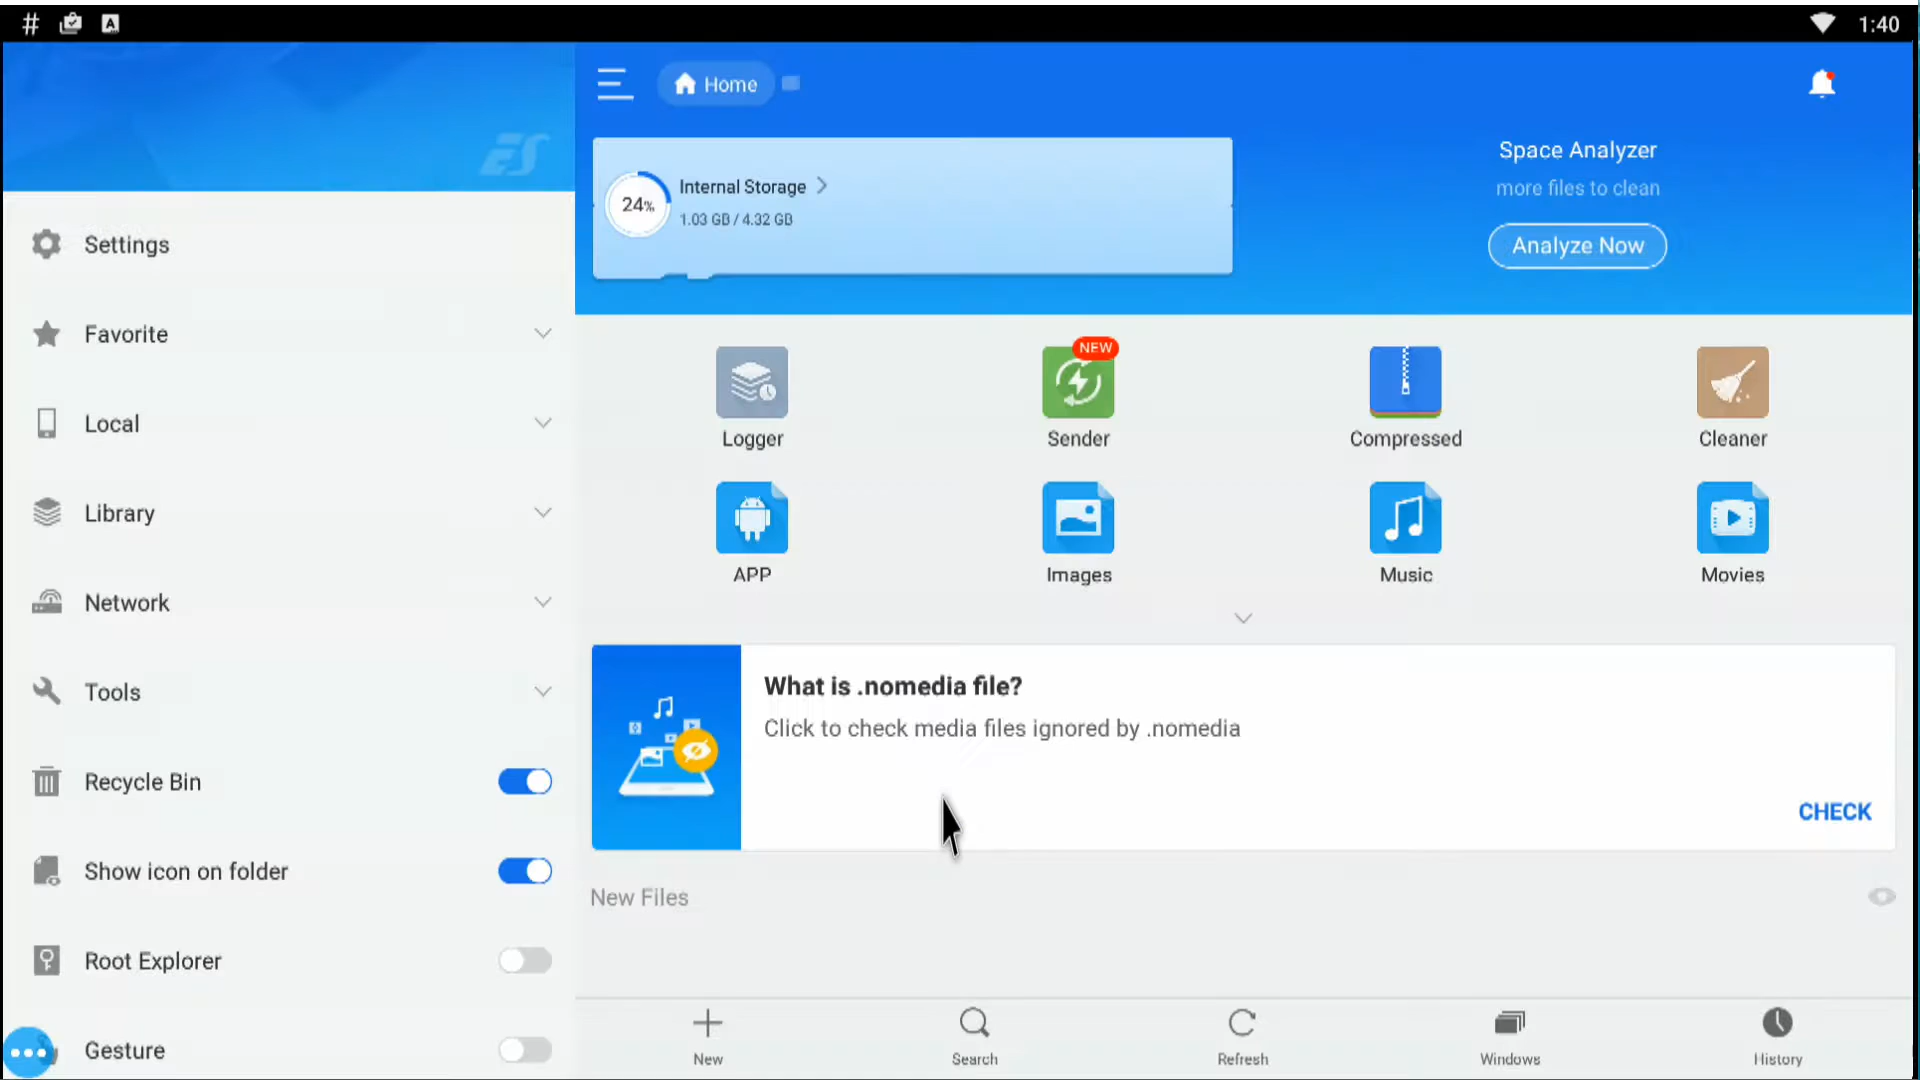 1:40
Home
ES
Settings
Favorite
Local
Library
Network
Tools
Recycle Bin
Show icon on folder
Root Explorer
Gesture
24%
Internal Storage
1.03 GB / 4.32 GB
Space Analyzer
more files to clean
Analyze Now
NEW
Logger
Sender
Compressed
Cleaner
APP
Images
Music
Movies
What is .nomedia file?
Click to check media files ignored by .nomedia
CHECK
New Files
New
Search
Refresh
Windows
History